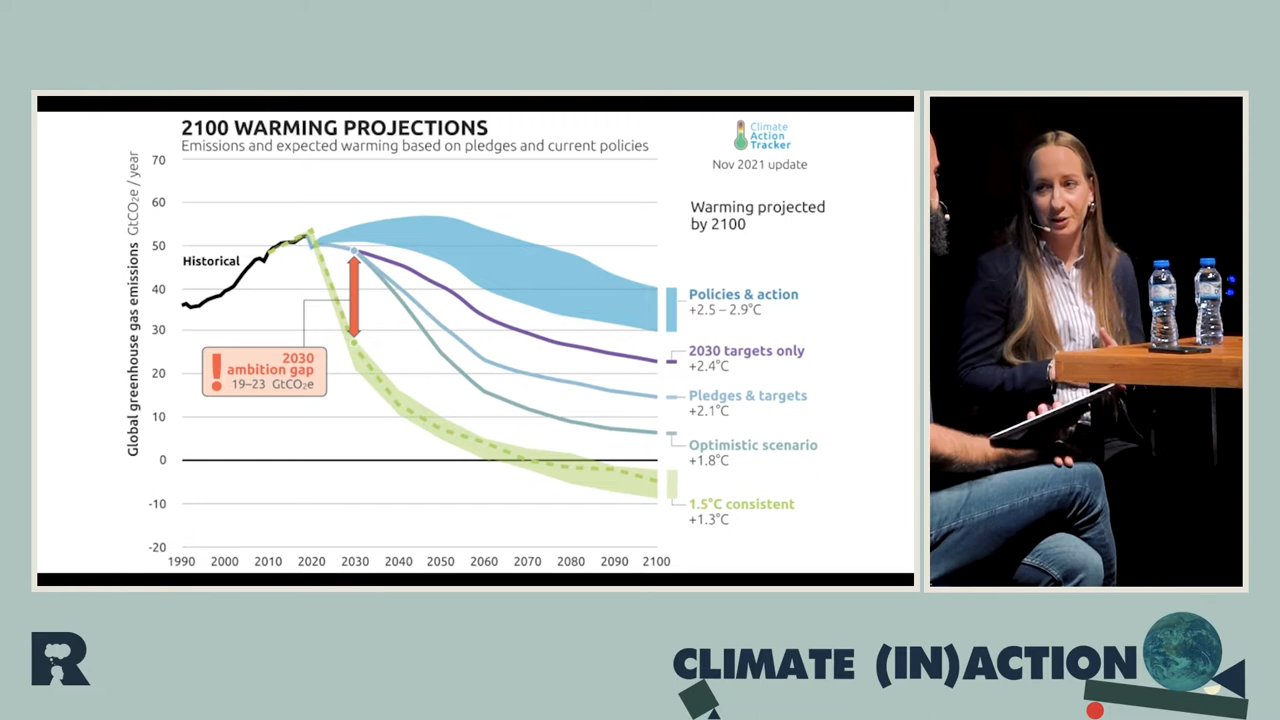 2100 WARMING PROJECTIONS
Emissions and expected warming based on pledges and current policies
Climate
Action
Tracker
Nov 2021 update
Global greenhouse gas emissions GtCO₂e / year
70
60
50
40
30
20
10
0
-10
-20
Historical
2030
ambition gap
19–23 GtCO₂e
!
Warming projected
by 2100
Policies & action
+2.5 – 2.9°C
2030 targets only
+2.4°C
Pledges & targets
+2.1°C
Optimistic scenario
+1.8°C
1.5°C consistent
+1.3°C
1990 2000 2010 2020 2030 2040 2050 2060 2070 2080 2090 2100
R
CLIMATE (IN)ACTION